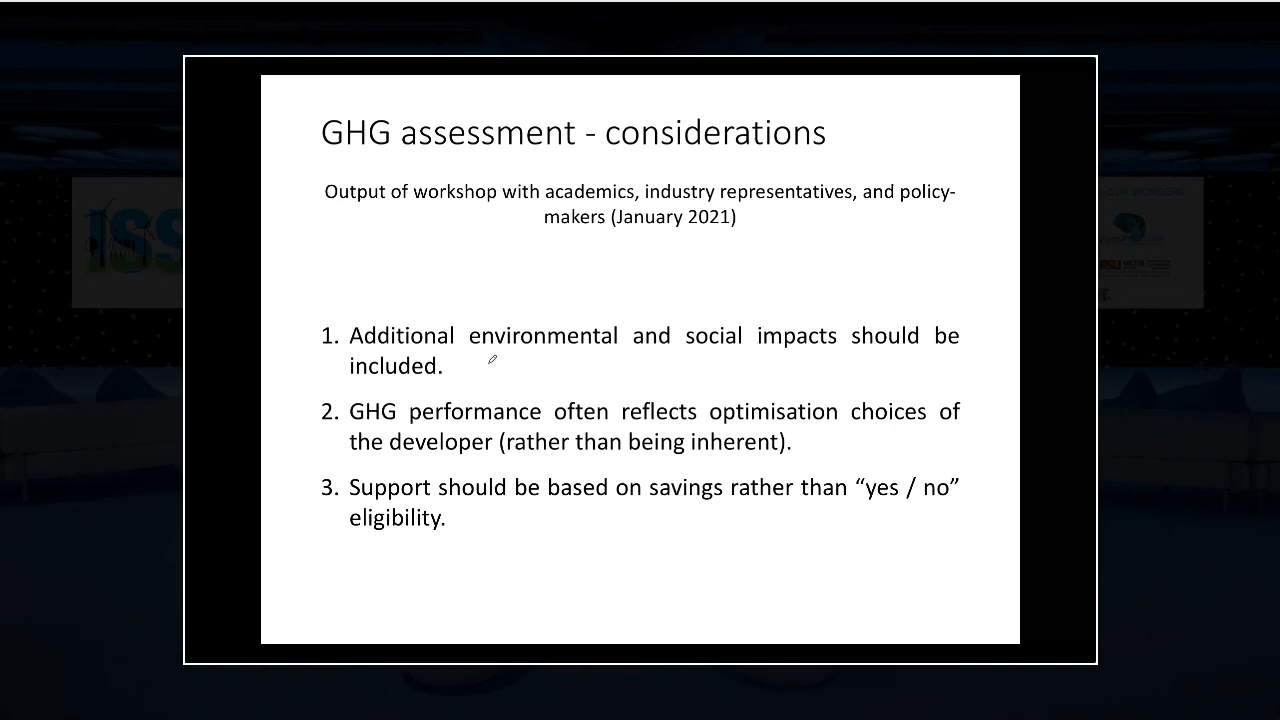 GHG assessment - considerations
Output of workshop with academics, industry representatives, and policy-
makers (January 2021)
1. Additional environmental and social impacts should be
included.
2. GHG performance often reflects optimisation choices of
the developer (rather than being inherent).
3. Support should be based on savings rather than “yes / no”
eligibility.
ISS
SPONSORS